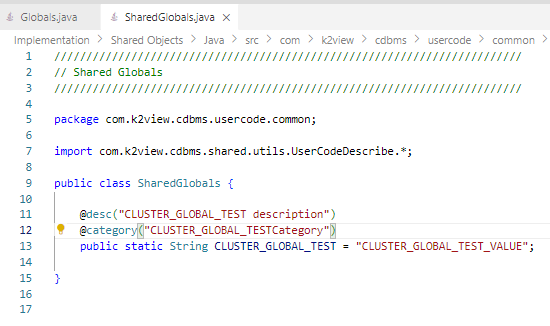 Globals.java SharedGlobals.java ×
Implementation > Shared Objects > Java > src > com > k2view > cdbms > usercode > common >
1 //////////////////////////////////////////////////////////////////////////
2 // Shared Globals
3 //////////////////////////////////////////////////////////////////////////
4
5 package com.k2view.cdbms.usercode.common;
6
7 import com.k2view.cdbms.shared.utils.UserCodeDescribe.*;
8
9 public class SharedGlobals {
10
11 @desc("CLUSTER_GLOBAL_TEST description")
12 @category("CLUSTER_GLOBAL_TESTCategory")
13 public static String CLUSTER_GLOBAL_TEST = "CLUSTER_GLOBAL_TEST_VALUE";
14
15 }
16
17